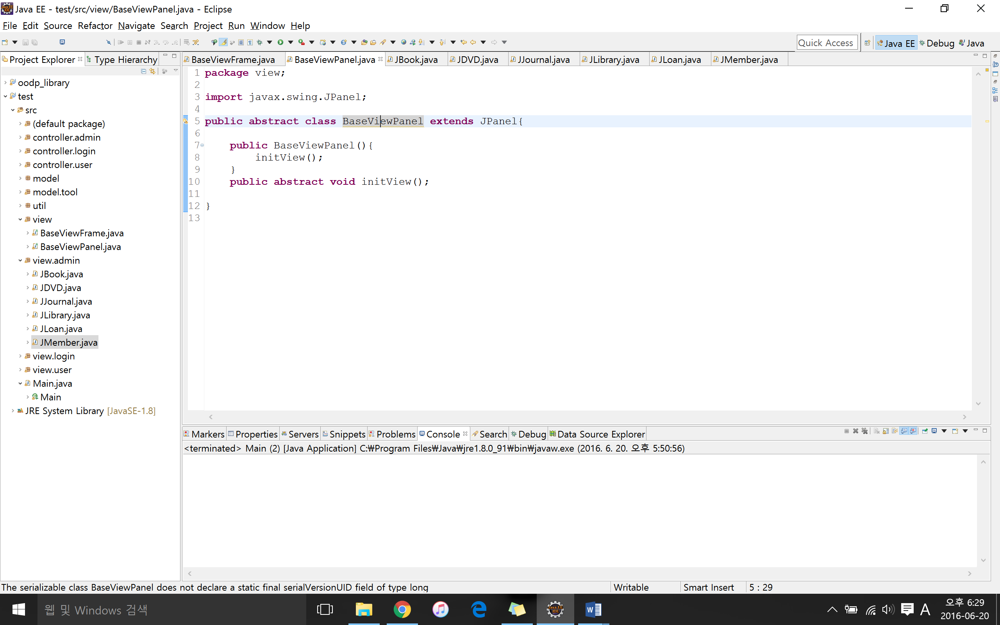 Java EE - test/src/view/BaseViewPanel.java - Eclipse
File Edit Source Refactor Navigate Search Project Run Window Help
Quick Access Java EE Debug Java
Project Explorer Type Hierarchy
BaseViewFrame.java BaseViewPanel.java JBook.java JDVD.java JJournal.java JLibrary.java JLoan.java JMember.java
oodp_library
test
src
(default package)
controller.admin
controller.login
controller.user
model
model.tool
util
view
BaseViewFrame.java
BaseViewPanel.java
view.admin
JBook.java
JDVD.java
JJournal.java
JLibrary.java
JLoan.java
JMember.java
view.login
view.user
Main.java
Main
JRE System Library [JavaSE-1.8]
1 package view;
2
3 import javax.swing.JPanel;
4
5 public abstract class BaseViewPanel extends JPanel{
6
7 public BaseViewPanel(){
8 initView();
9 }
10 public abstract void initView();
11
12 }
13
Markers Properties Servers Snippets Problems Console Search Debug Data Source Explorer
<terminated> Main (2) [Java Application] C:₩Program Files₩Java₩jre1.8.0_91₩bin₩javaw.exe (2016. 6. 20. 오후 5:50:56)
The serializable class BaseViewPanel does not declare a static final serialVersionUID field of type long
Writable Smart Insert 5 : 29
웹 및 Windows 검색
Java EE
IDE
A
오후 6:29
2016-06-20